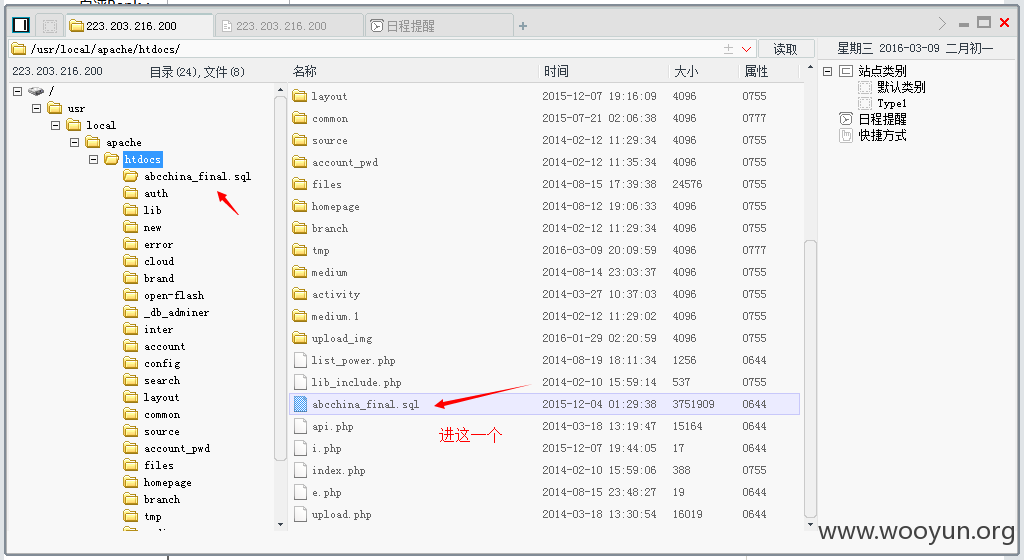 223.203.216.200 223.203.216.200 日程提醒 +
/usr/local/apache/htdocs/ 读取 星期三 2016-03-09 二月初一
223.203.216.200 目录(24),文件(8) 名称 时间 大小 属性
/
usr
local
apache
htdocs
abcchina_final.sql
auth
lib
new
error
cloud
brand
open-flash
_db_adminer
inter
account
config
search
layout
common
source
account_pwd
files
homepage
branch
tmp
layout 2015-12-07 19:16:09 4096 0755
common 2015-07-21 02:06:38 4096 0777
source 2014-02-12 11:29:34 4096 0755
account_pwd 2014-02-12 11:35:34 4096 0755
files 2014-08-15 17:39:38 24576 0755
homepage 2014-08-12 19:06:33 4096 0755
branch 2014-02-12 11:29:34 4096 0755
tmp 2016-03-09 20:09:59 4096 0777
medium 2014-08-14 23:03:37 4096 0755
activity 2014-03-27 10:37:03 4096 0755
medium.1 2014-02-12 11:29:02 4096 0755
upload_img 2016-01-29 02:20:59 4096 0755
list_power.php 2014-08-19 18:11:34 1256 0644
lib_include.php 2014-02-10 15:59:14 537 0755
abcchina_final.sql 2015-12-04 01:29:38 3751909 0644
进这一个
api.php 2014-03-18 13:19:47 15164 0644
i.php 2015-12-07 19:44:05 17 0644
index.php 2014-02-10 15:59:06 388 0755
e.php 2014-08-15 23:48:27 19 0644
upload.php 2014-03-18 13:30:54 16019 0644
站点类别
默认类别
Type1
日程提醒
快捷方式
www.wooyun.org